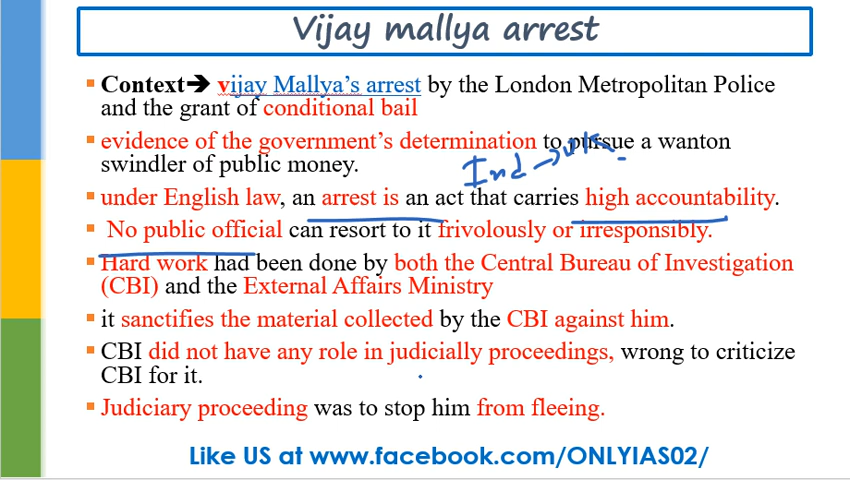 Vijay mallya arrest
Context➔ vijay Mallya's arrest by the London Metropolitan Police
and the grant of conditional bail
evidence of the government's determination to pursue a wanton
swindler of public money.
Ind →
under English law, an arrest is an act that carries high accountability.
No public official can resort to it frivolously or irresponsibly.
Hard work had been done by both the Central Bureau of Investigation
(CBI) and the External Affairs Ministry
it sanctifies the material collected by the CBI against him.
CBI did not have any role in judicially proceedings, wrong to criticize
CBI for it.
Judiciary proceeding was to stop him from fleeing.
Like US at www.facebook.com/ONLYIAS02/